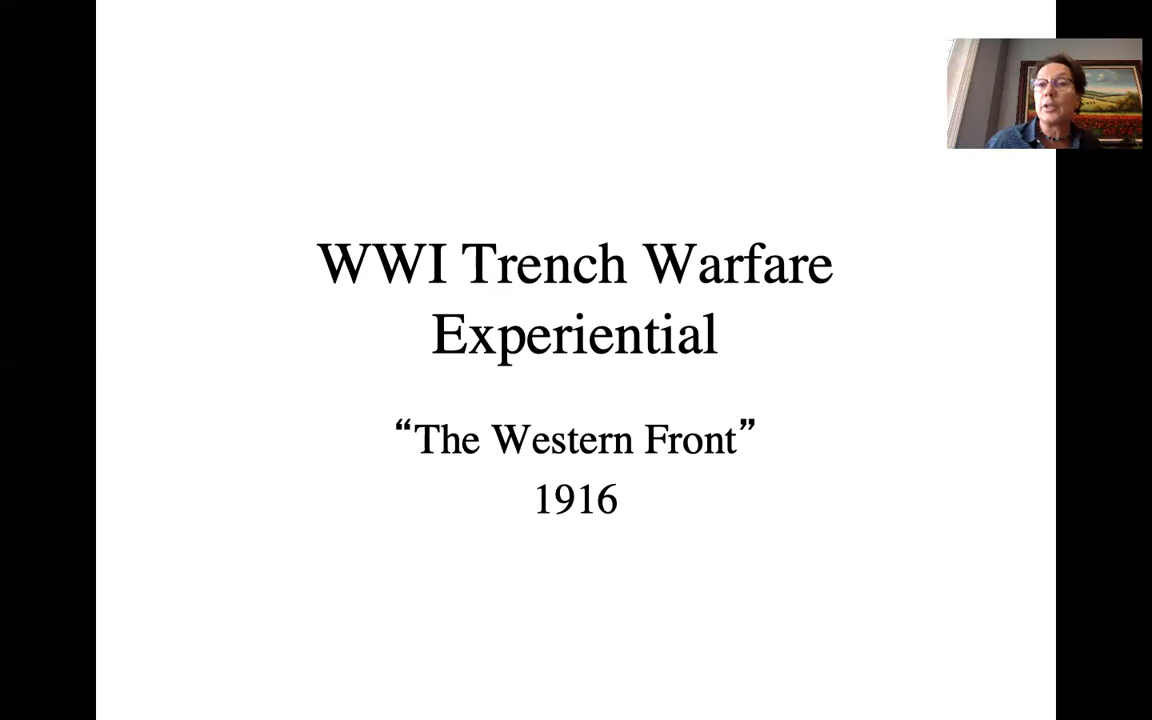 WWI Trench Warfare
Experiential
“The Western Front”
1916